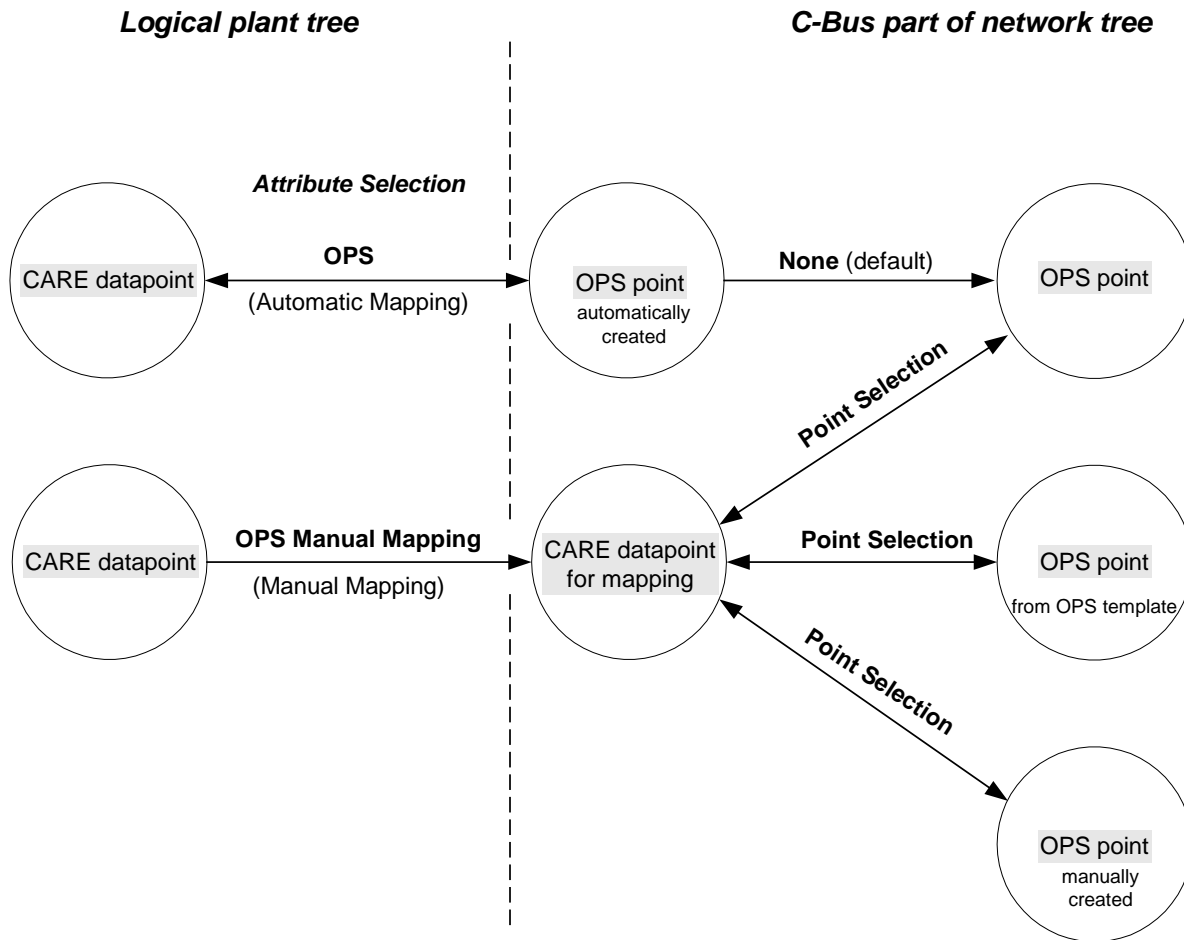 Logical plant tree
C-Bus part of network tree
Attribute Selection
OPS
(Automatic Mapping)
CARE datapoint
OPS point
automatically
created
None (default)
OPS point
Point Selection
CARE datapoint
OPS Manual Mapping
(Manual Mapping)
CARE datapoint
for mapping
Point Selection
OPS point
from OPS template
Point Selection
OPS point
manually
created